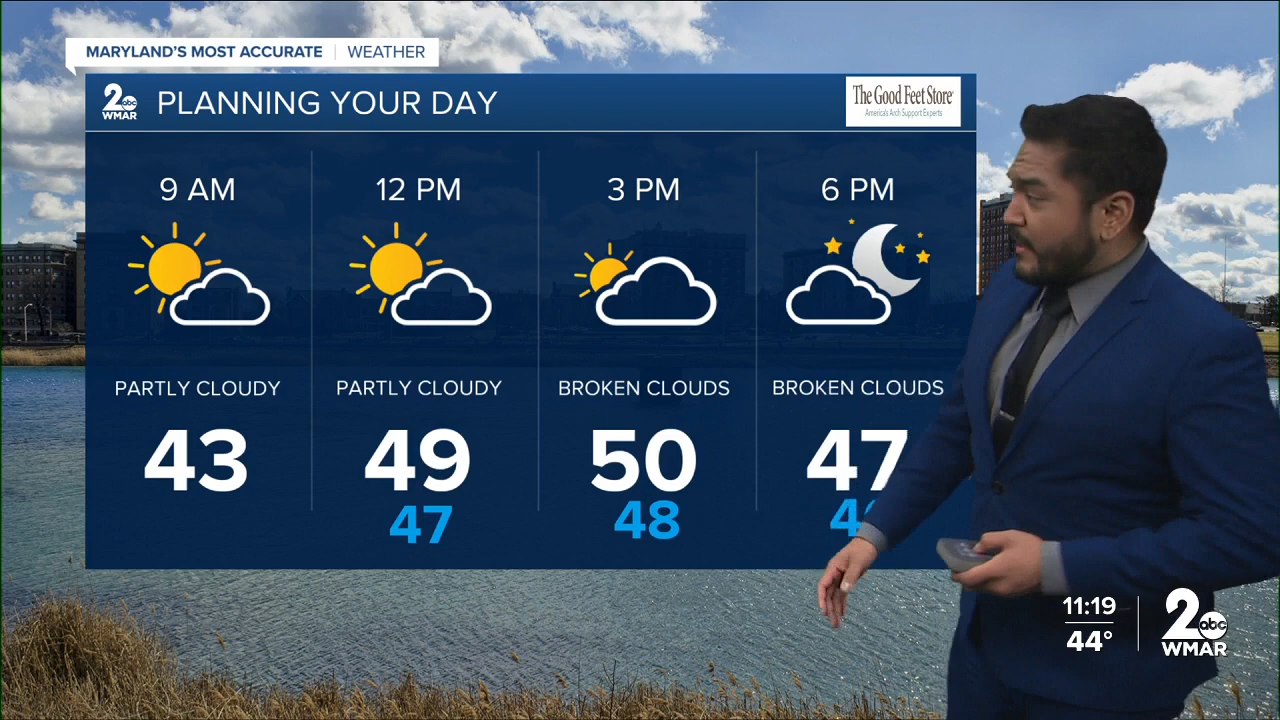 MARYLAND'S MOST ACCURATE | WEATHER
2 abc
WMAR
PLANNING YOUR DAY
The Good Feet Store
America's Arch Support Experts
9 AM
12 PM
3 PM
6 PM
PARTLY CLOUDY
PARTLY CLOUDY
BROKEN CLOUDS
BROKEN CLOUDS
43
49
50
47
47
48
11:19
44°
2 abc
WMAR